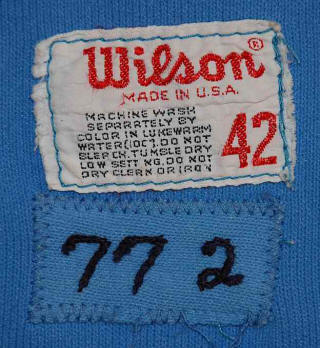 Wilson®
MADE IN U.S.A.
MACHINE WASH
SEPARATELY BY
COLOR IN LUKEWARM
WATER(100°). DO NOT
BLEACH. TUMBLE DRY
LOW SETTING. DO NOT
DRY CLEAN OR IRON
42
77 2